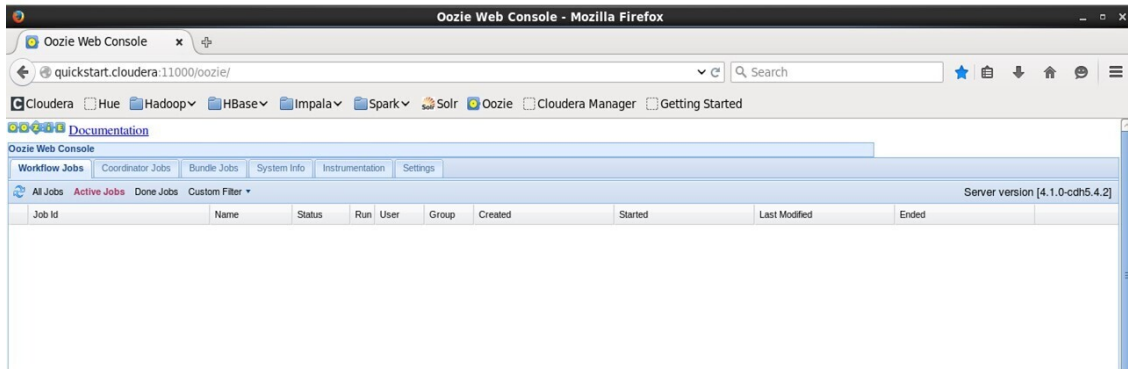 Oozie Web Console - Mozilla Firefox
Oozie Web Console
quickstart.cloudera:11000/oozie/ Search
Cloudera Hue Hadoop HBase Impala Spark Solr Oozie Cloudera Manager Getting Started
OOZIE Documentation
Oozie Web Console
Workflow Jobs Coordinator Jobs Bundle Jobs System Info Instrumentation Settings
All Jobs Active Jobs Done Jobs Custom Filter Server version [4.1.0-cdh5.4.2]
Job Id Name Status Run User Group Created Started Last Modified Ended